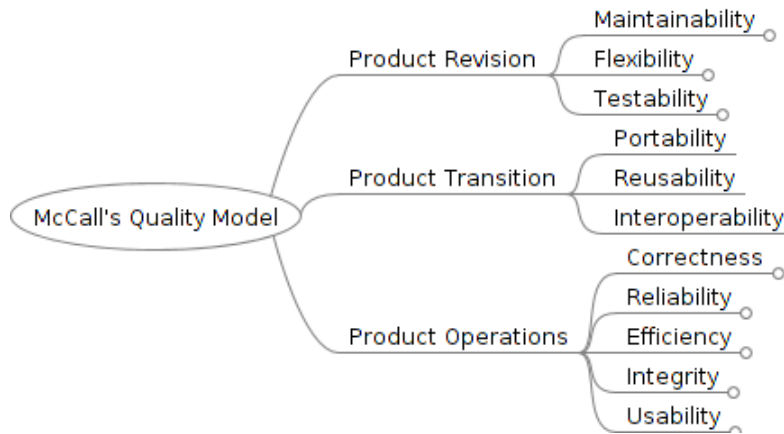 McCall's Quality Model
Product Revision
Maintainability
Flexibility
Testability
Product Transition
Portability
Reusability
Interoperability
Product Operations
Correctness
Reliability
Efficiency
Integrity
Usability